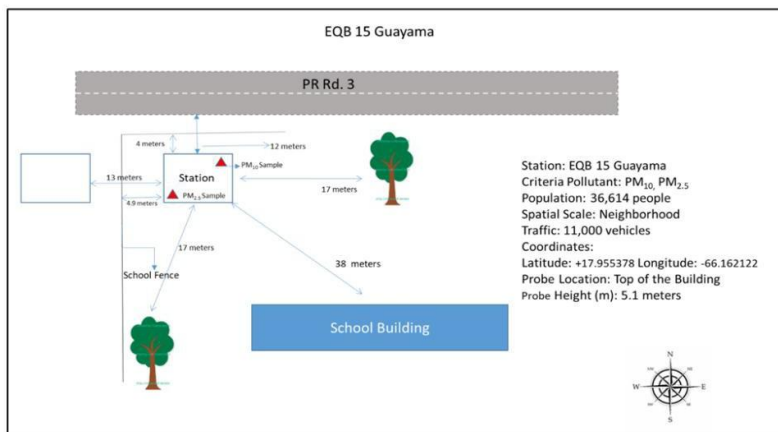 EQB 15 Guayama
PR Rd. 3
4 meters
12 meters
PM10 Sample
Station
13 meters
PM2.5 Sample
17 meters
4.9 meters
17 meters
School Fence
38 meters
School Building
Station: EQB 15 Guayama
Criteria Pollutant: PM10, PM2.5
Population: 36,614 people
Spatial Scale: Neighborhood
Traffic: 11,000 vehicles
Coordinates:
Latitude: +17.955378 Longitude: -66.162122
Probe Location: Top of the Building
Probe Height (m): 5.1 meters
N
W
E
S